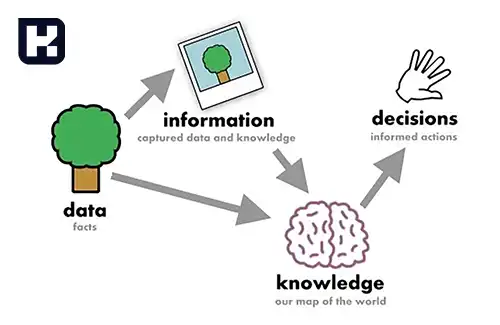 information
captured data and knowledge
decisions
informed actions
data
facts
knowledge
our map of the world